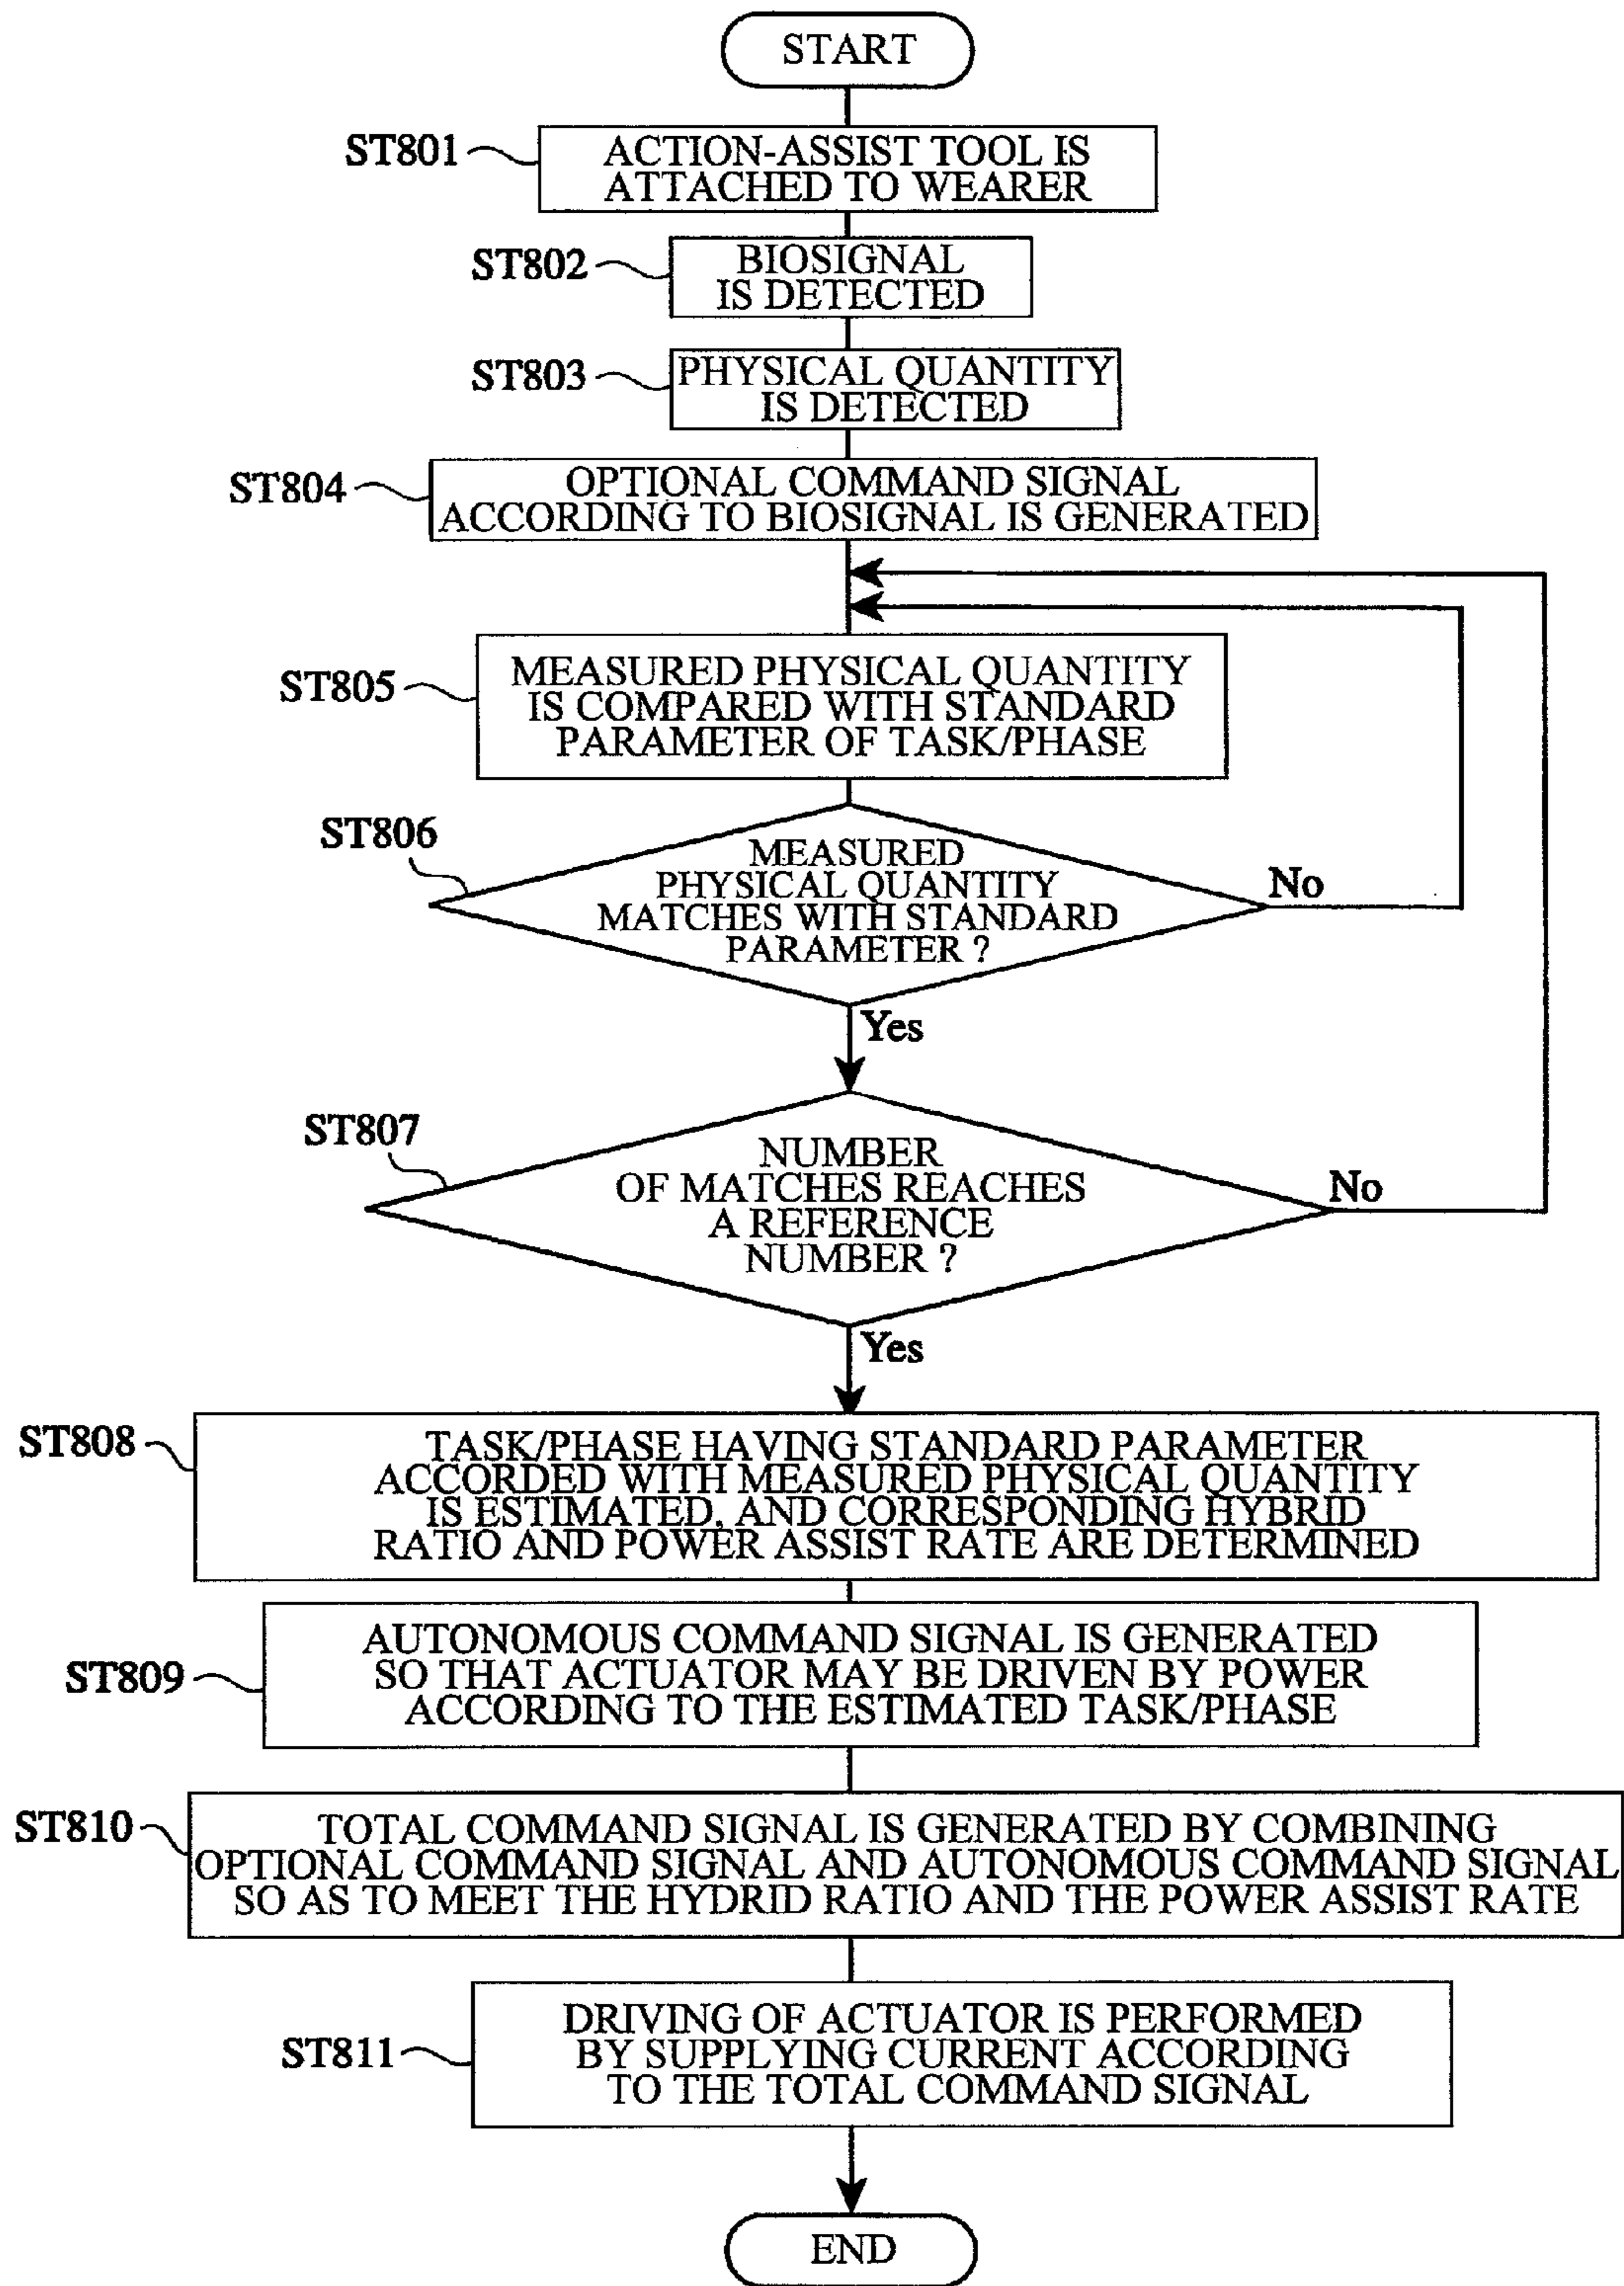 START
ST801
ACTION-ASSIST TOOL IS
ATTACHED TO WEARER
ST802
BIOSIGNAL
IS DETECTED
ST803
PHYSICAL QUANTITY
IS DETECTED
ST804
OPTIONAL COMMAND SIGNAL
ACCORDING TO BIOSIGNAL IS GENERATED
ST805
MEASURED PHYSICAL QUANTITY
IS COMPARED WITH STANDARD
PARAMETER OF TASK/PHASE
ST806
MEASURED
PHYSICAL QUANTITY
MATCHES WITH STANDARD
PARAMETER ?
No
Yes
ST807
NUMBER
OF MATCHES REACHES
A REFERENCE
NUMBER ?
No
Yes
ST808
TASK/PHASE HAVING STANDARD PARAMETER
ACCORDED WITH MEASURED PHYSICAL QUANTITY
IS ESTIMATED, AND CORRESPONDING HYBRID
RATIO AND POWER ASSIST RATE ARE DETERMINED
ST809
AUTONOMOUS COMMAND SIGNAL IS GENERATED
SO THAT ACTUATOR MAY BE DRIVEN BY POWER
ACCORDING TO THE ESTIMATED TASK/PHASE
ST810
TOTAL COMMAND SIGNAL IS GENERATED BY COMBINING
OPTIONAL COMMAND SIGNAL AND AUTONOMOUS COMMAND SIGNAL
SO AS TO MEET THE HYDRID RATIO AND THE POWER ASSIST RATE
ST811
DRIVING OF ACTUATOR IS PERFORMED
BY SUPPLYING CURRENT ACCORDING
TO THE TOTAL COMMAND SIGNAL
END